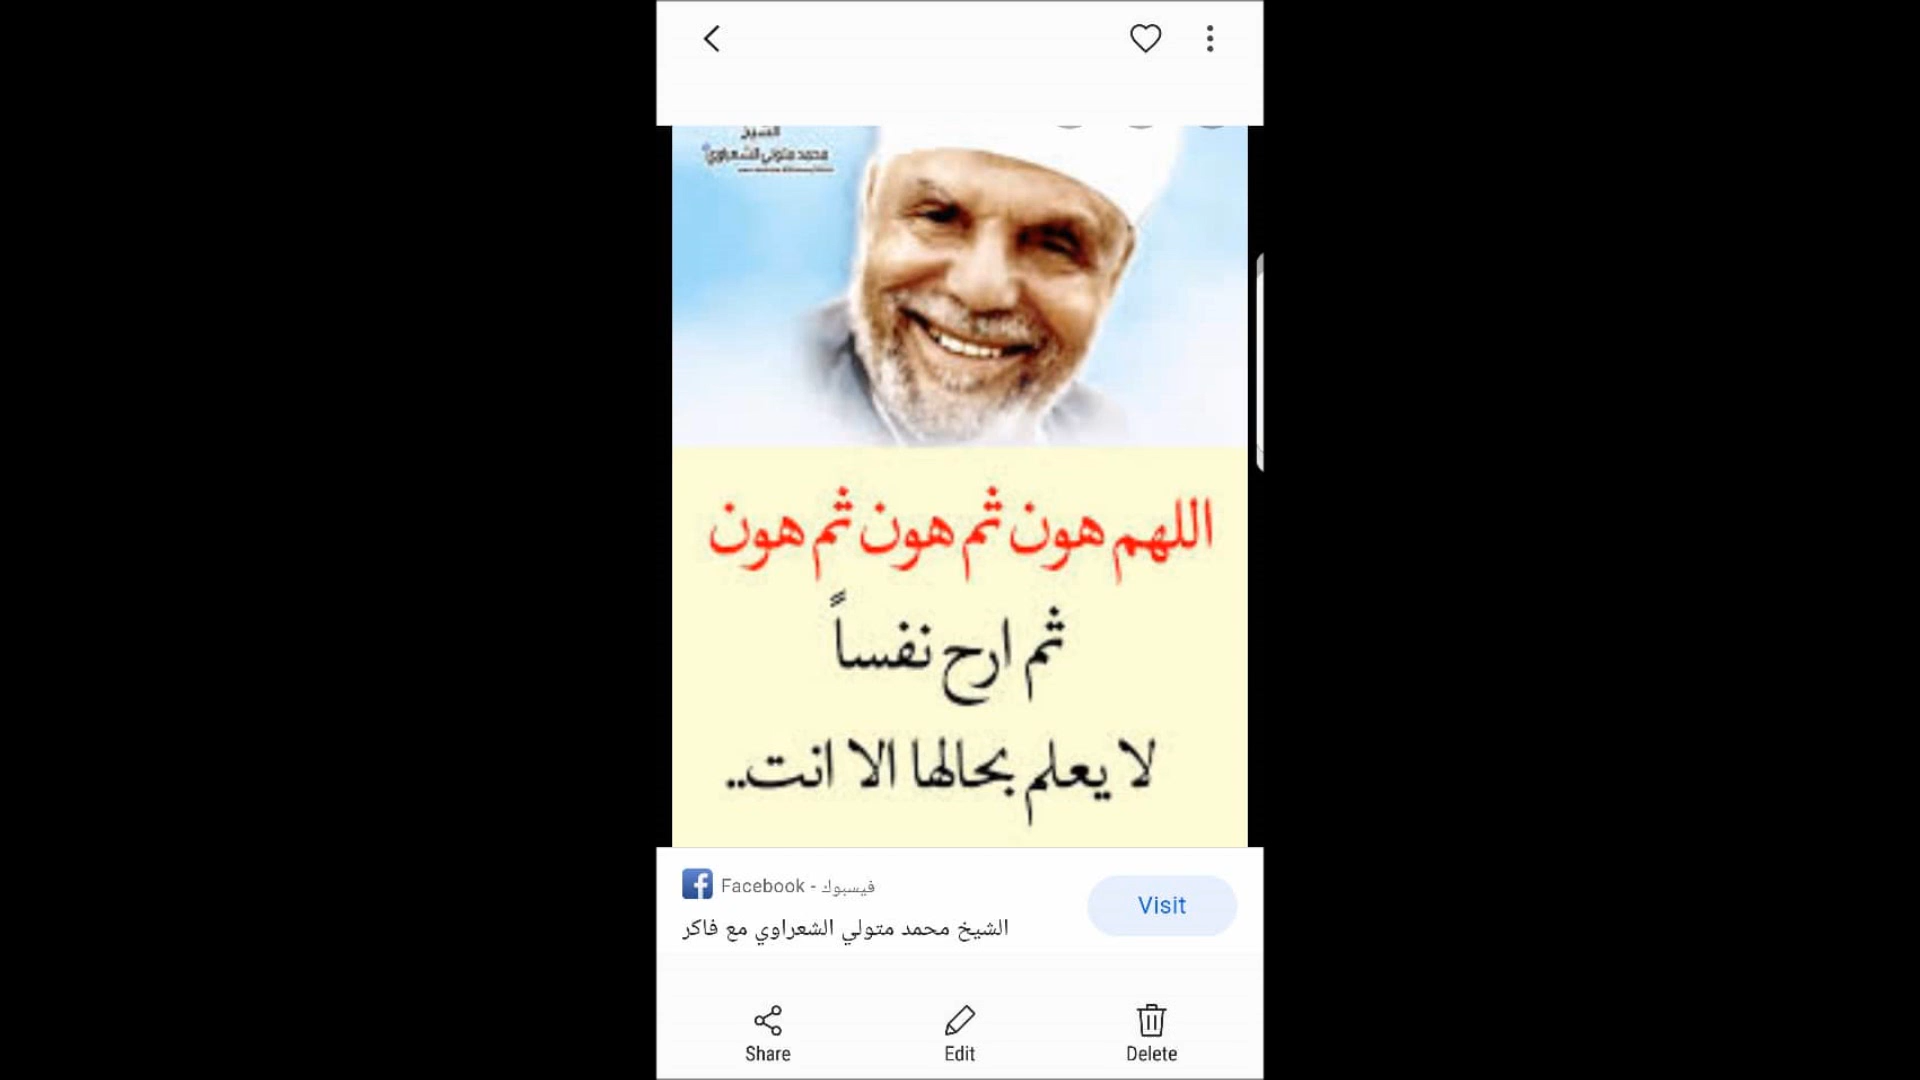 الشيخ
محمد متولي الشعراوي
اللهم هون ثم هون ثم هون
ثم ارح نفساً
لا يعلم بحالها الا انت..
Facebook - فيسبوك
الشيخ محمد متولي الشعراوي مع فاكر
Visit
Share
Edit
Delete